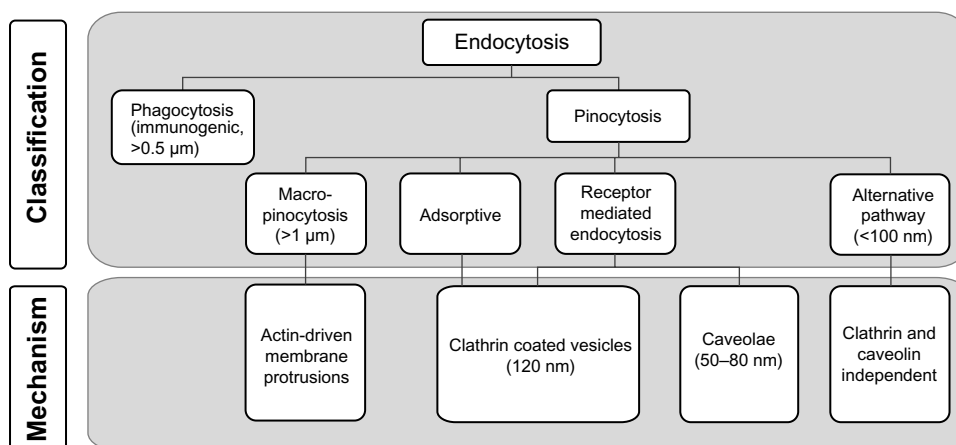 Classification
Endocytosis
Phagocytosis
(immunogenic,
>0.5 μm)
Pinocytosis
Macro-
pinocytosis
(>1 μm)
Adsorptive
Receptor
mediated
endocytosis
Alternative
pathway
(<100 nm)
Mechanism
Actin-driven
membrane
protrusions
Clathrin coated vesicles
(120 nm)
Caveolae
(50–80 nm)
Clathrin and
caveolin
independent